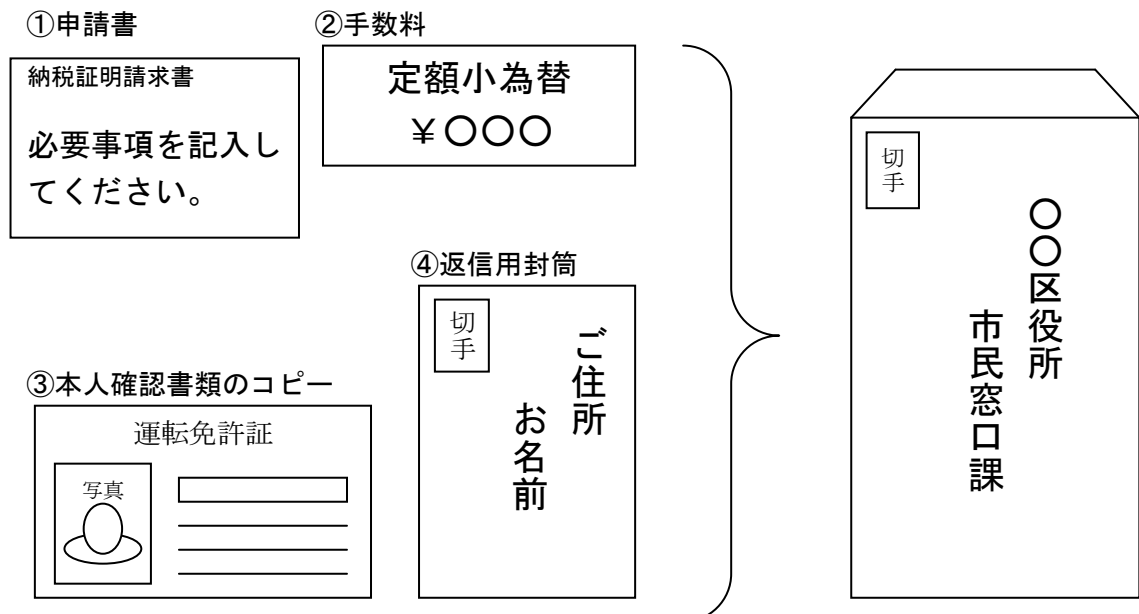 ①申請書
納税証明請求書
必要事項を記入し
てください。
②手数料
定額小為替
￥〇〇〇
③本人確認書類のコピー
運転免許証
写真
④返信用封筒
切手
ご住所
お名前
切手
〇〇区役所
市民窓口課